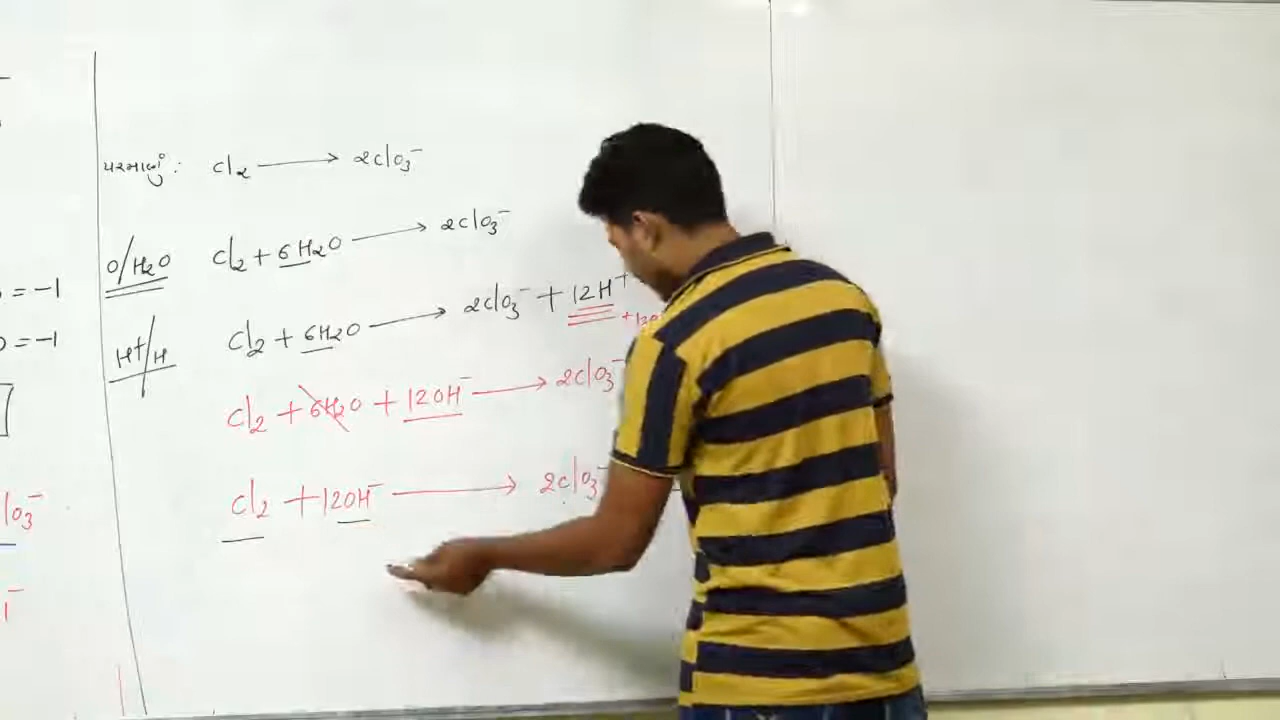 = -1
= -1
lO₃⁻
પરમાણું : Cl₂ ⟶ 2ClO₃⁻
O/H₂O Cl₂ + 6H₂O ⟶ 2ClO₃⁻
H⁺/H Cl₂ + 6H₂O ⟶ 2ClO₃⁻ + 12H⁺
Cl₂ + 6H₂O + 12OH⁻ ⟶ 2ClO₃⁻
Cl₂ + 12OH⁻ ⟶ 2ClO₃⁻